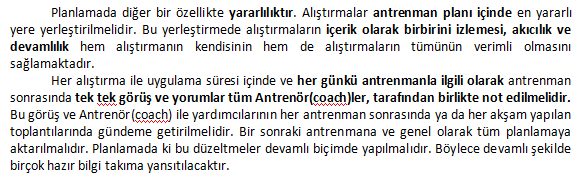 Planlamada diğer bir özellikte yararlılıktır. Alıştırmalar antrenman planı içinde en yararlı
yere yerleştirilmelidir. Bu yerleştirmede alıştırmaların içerik olarak birbirini izlemesi, akıcılık ve
devamlılık hem alıştırmanın kendisinin hem de alıştırmaların tümünün verimli olmasını
sağlamaktadır.
Her alıştırma ile uygulama süresi içinde ve her günkü antrenmanla ilgili olarak antrenman
sonrasında tek tek görüş ve yorumlar tüm Antrenör(coach)ler, tarafından birlikte not edilmelidir.
Bu görüş ve Antrenör(coach) ile yardımcılarının her antrenman sonrasında ya da her akşam yapılan
toplantılarında gündeme getirilmelidir. Bir sonraki antrenmana ve genel olarak tüm planlamaya
aktarılmalıdır. Planlamada ki bu düzeltmeler devamlı biçimde yapılmalıdır. Böylece devamlı şekilde
birçok hazır bilgi takıma yansıtılacaktır.